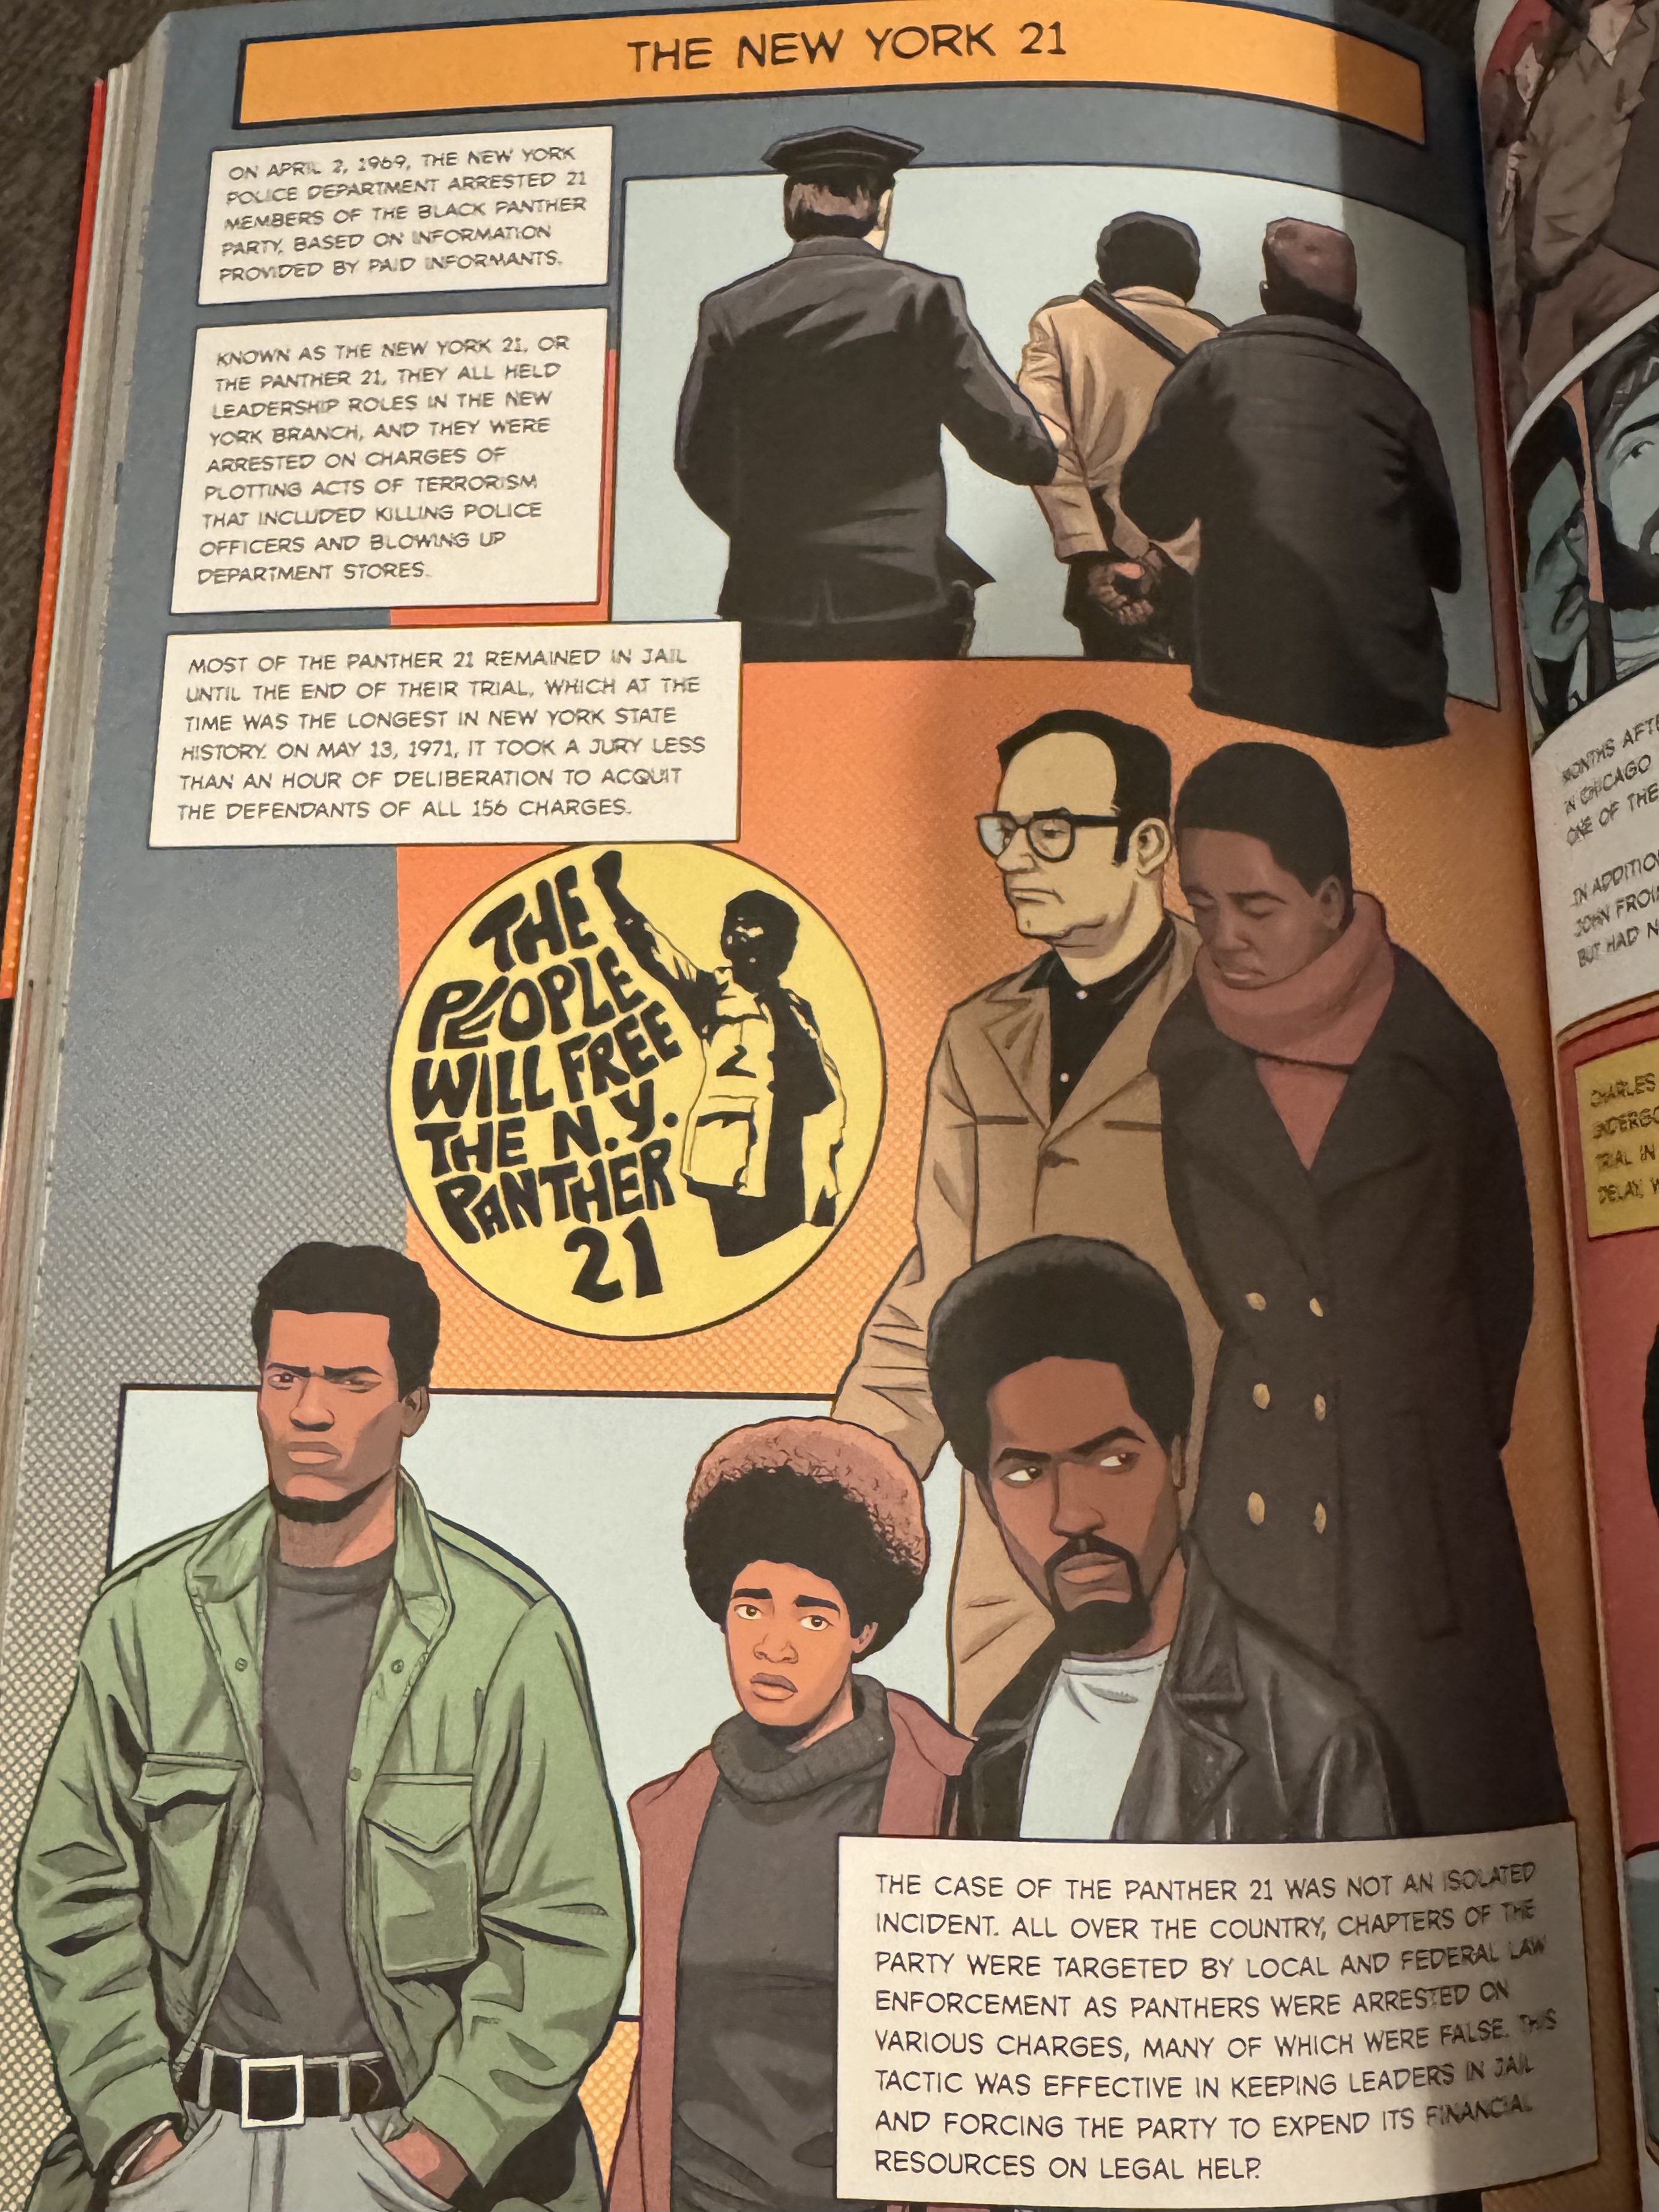 THE NEW YORK 21
ON APRIL 2, 1969, THE NEW YORK
POLICE DEPARTMENT ARRESTED 21
MEMBERS OF THE BLACK PANTHER
PARTY, BASED ON INFORMATION
PROVIDED BY PAID INFORMANTS.
KNOWN AS THE NEW YORK 21, OR
THE PANTHER 21, THEY ALL HELD
LEADERSHIP ROLES IN THE NEW
YORK BRANCH, AND THEY WERE
ARRESTED ON CHARGES OF
PLOTTING ACTS OF TERRORISM
THAT INCLUDED KILLING POLICE
OFFICERS AND BLOWING UP
DEPARTMENT STORES.
MOST OF THE PANTHER 21 REMAINED IN JAIL
UNTIL THE END OF THEIR TRIAL, WHICH AT THE
TIME WAS THE LONGEST IN NEW YORK STATE
HISTORY. ON MAY 13, 1971, IT TOOK A JURY LESS
THAN AN HOUR OF DELIBERATION TO ACQUIT
THE DEFENDANTS OF ALL 156 CHARGES.
THE
PEOPLE
WILL FREE
THE N.Y.
PANTHER
21
THE CASE OF THE PANTHER 21 WAS NOT AN ISOLATED
INCIDENT. ALL OVER THE COUNTRY, CHAPTERS OF THE
PARTY WERE TARGETED BY LOCAL AND FEDERAL LAW
ENFORCEMENT AS PANTHERS WERE ARRESTED ON
VARIOUS CHARGES, MANY OF WHICH WERE FALSE. THIS
TACTIC WAS EFFECTIVE IN KEEPING LEADERS IN JAIL
AND FORCING THE PARTY TO EXPEND ITS FINANCIAL
RESOURCES ON LEGAL HELP.
MONTHS
IN CHICAGO
ONE OF THE
JOHN
BUT HAD
CHARLES
TRIAL IN
DELAY,